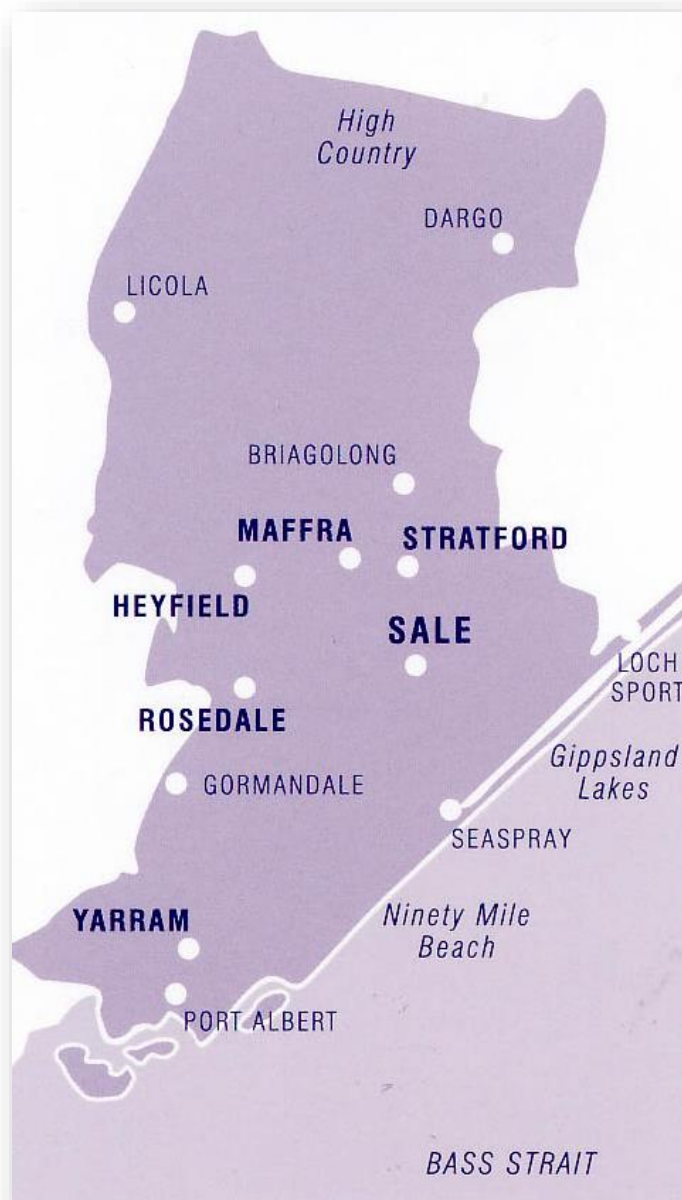 High
Country
DARGO
LICOLA
BRIAGOLONG
MAFFRA
STRATFORD
HEYFIELD
SALE
LOCH
SPORT
ROSEDALE
Gippsland
Lakes
GORMANDALE
SEASPRAY
YARRAM
Ninety Mile
Beach
PORT ALBERT
BASS STRAIT